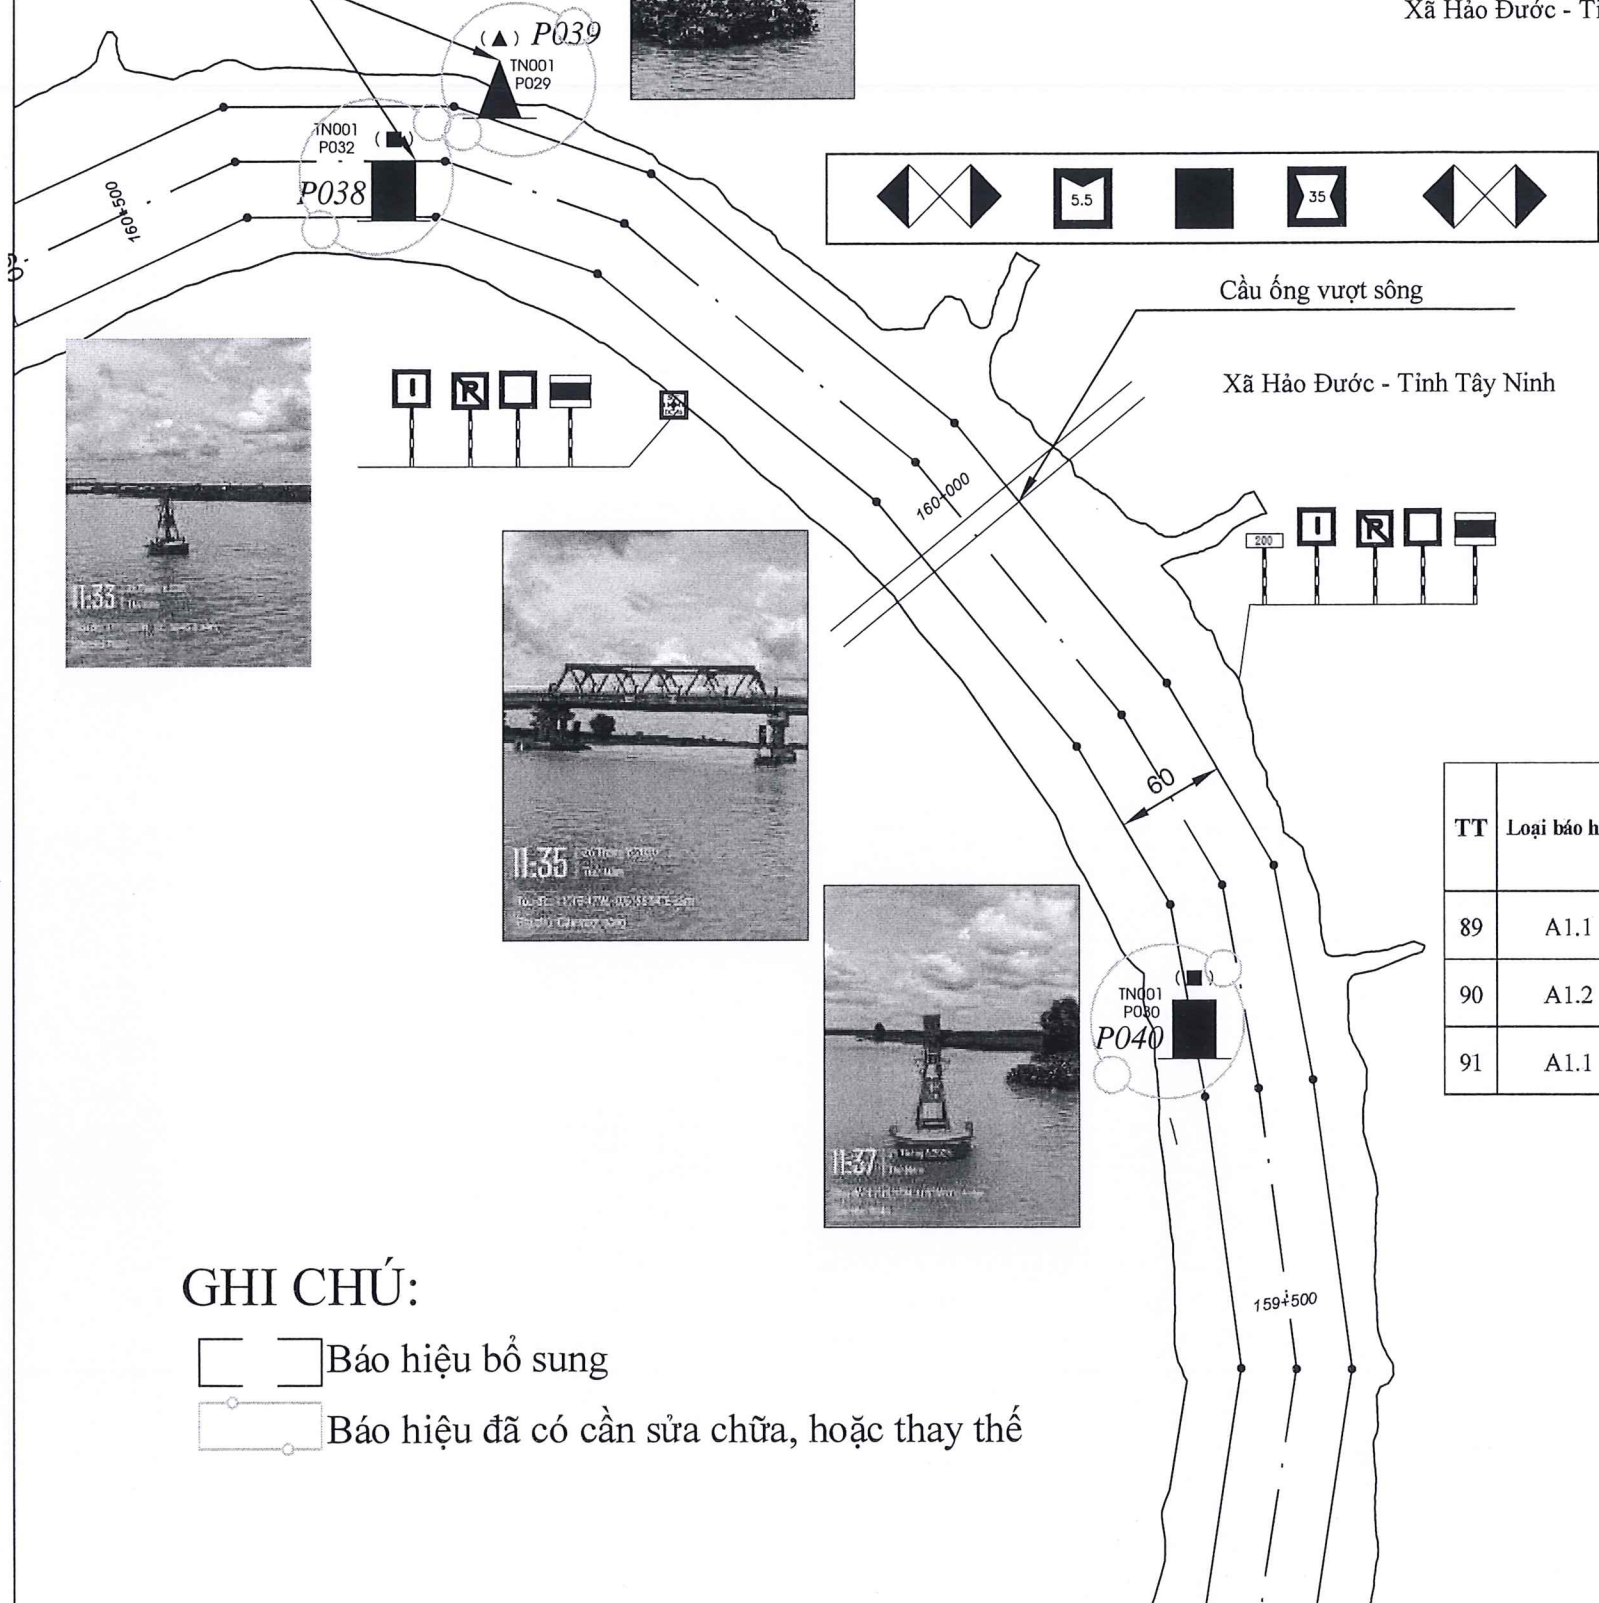 Xã Hảo Đước - Tỉ
(▲) P039
TN001
P029
TN001
P032
P038
160+500
5.5
35
Cầu ống vượt sông
Xã Hảo Đước - Tỉnh Tây Ninh
I
R
160+000
200
I
R
11:33
60
11:35
TT
Loại báo h
89
A1.1
90
A1.2
91
A1.1
TN001
P030
P040
11:37
159+500
GHI CHÚ:
Báo hiệu bổ sung
Báo hiệu đã có cần sửa chữa, hoặc thay thế